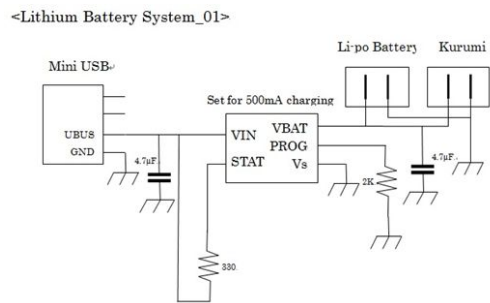 <Lithium Battery System_01>
Li-po Battery
Kurumi
Mini USB
Set for 500mA charging
UBUS
GND
4.7µF
VIN
STAT
VBAT
PROG
Vs
2K
4.7µF
330